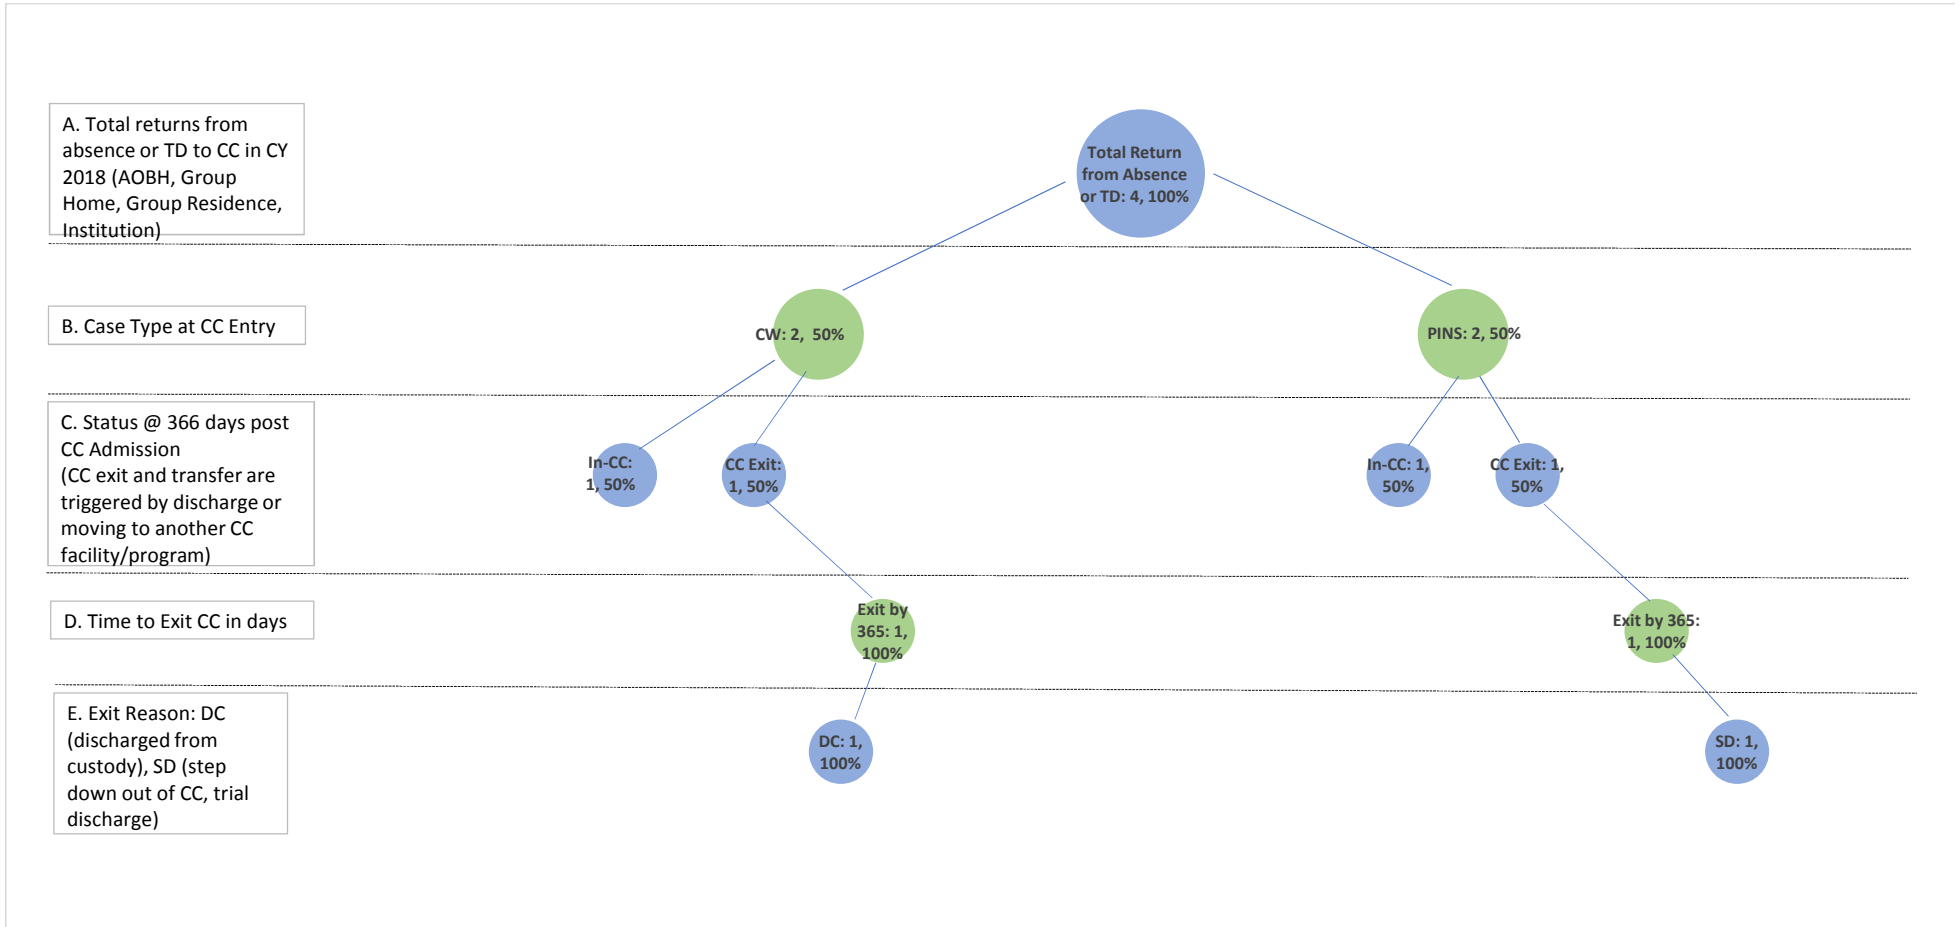 A. Total returns from
absence or TD to CC in CY
2018 (AOBH, Group
Home, Group Residence,
Institution)
Total Return
from Absence
or TD: 4, 100%
B. Case Type at CC Entry
CW: 2, 50%
PINS: 2, 50%
C. Status @ 366 days post
CC Admission
(CC exit and transfer are
triggered by discharge or
moving to another CC
facility/program)
In-CC:
1, 50%
CC Exit:
1, 50%
In-CC: 1,
50%
CC Exit: 1,
50%
D. Time to Exit CC in days
Exit by
365: 1,
100%
Exit by 365:
1, 100%
E. Exit Reason: DC
(discharged from
custody), SD (step
down out of CC, trial
discharge)
DC: 1,
100%
SD: 1,
100%